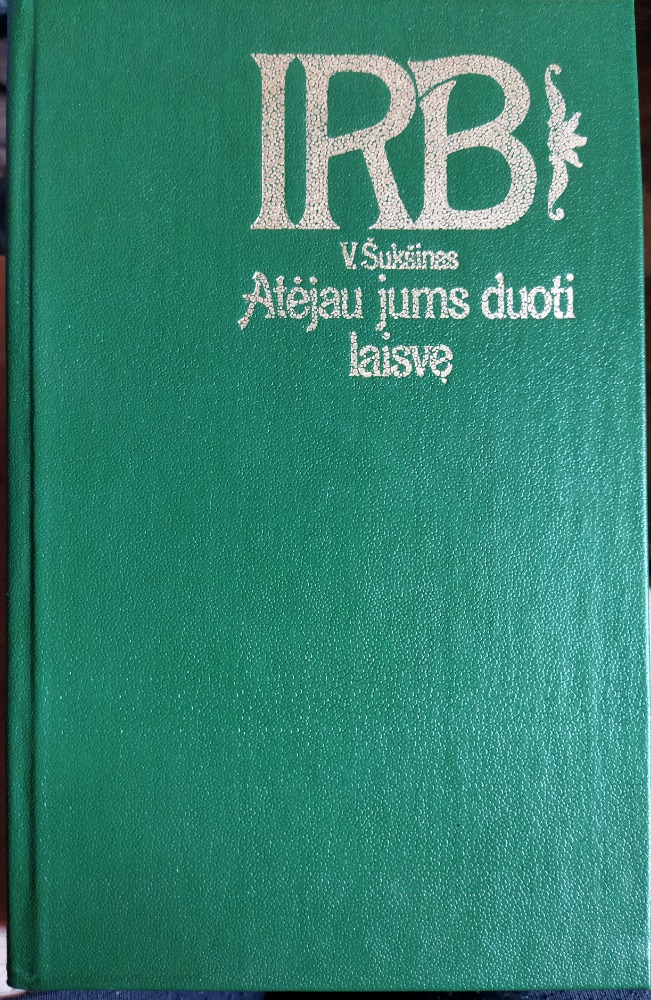 IRB
V. Šukšinas
Atėjau jums duoti
laisvę